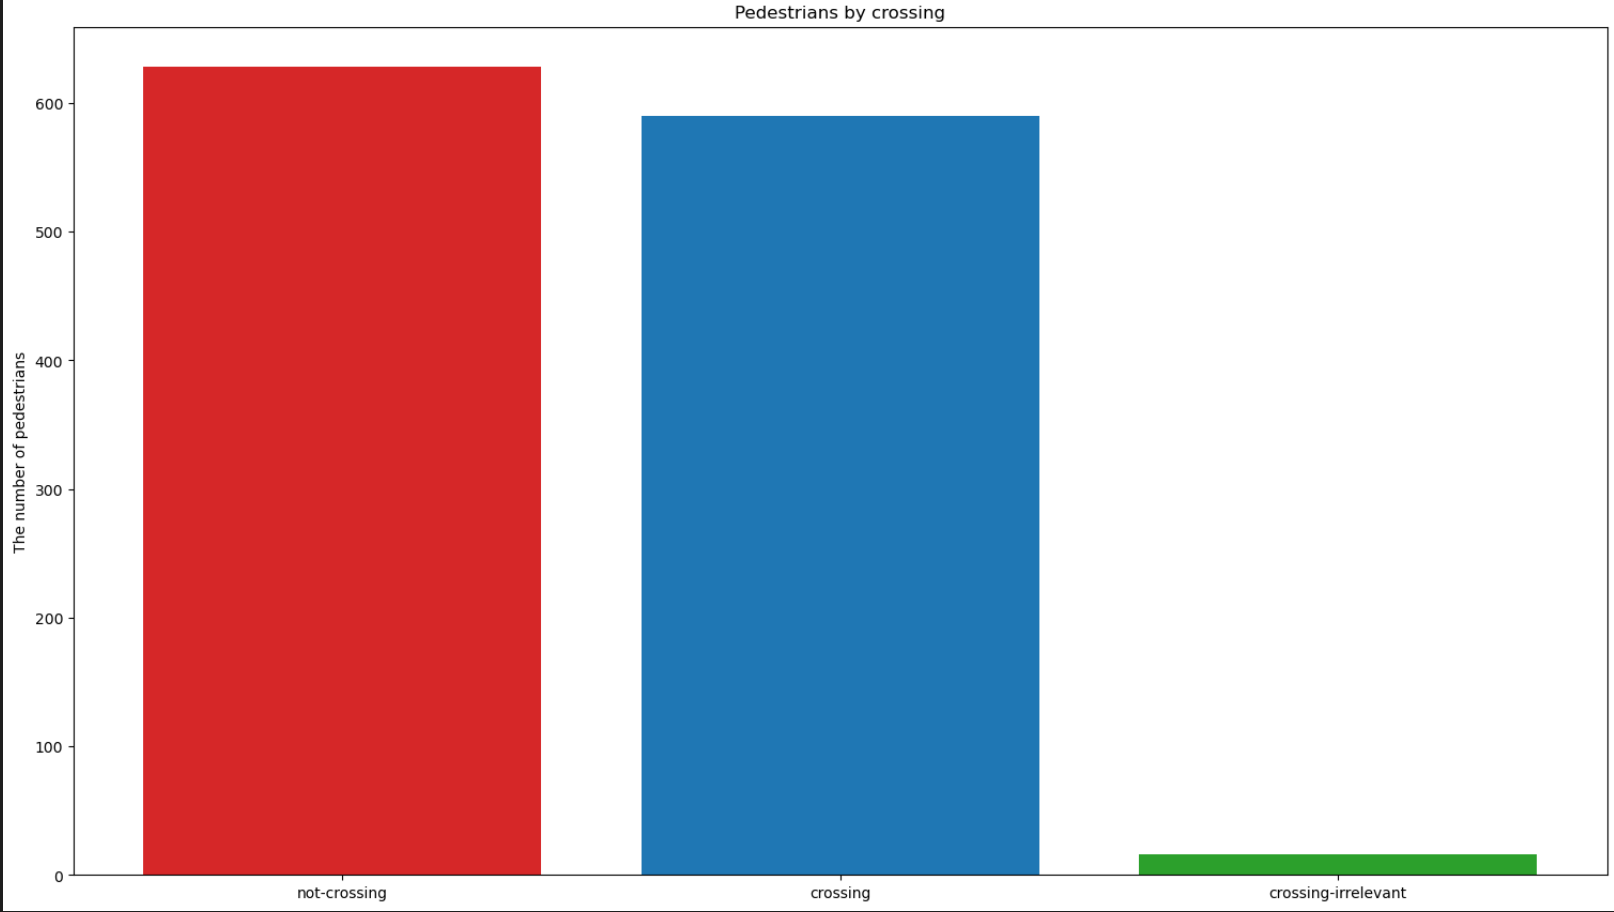 Pedestrians by crossing
The number of pedestrians
600
500
400
300
200
100
0
not-crossing
crossing
crossing-irrelevant